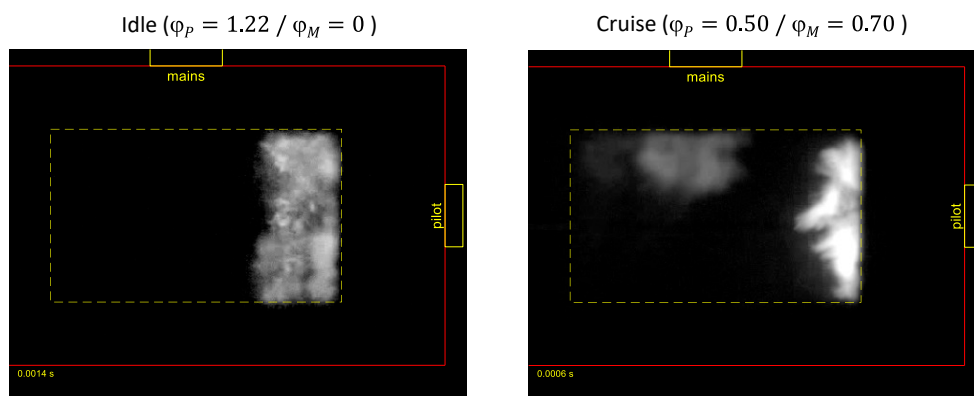 Idle (φ_P = 1.22 / φ_M = 0 )
mains
pilot
0.0014 s
Cruise (φ_P = 0.50 / φ_M = 0.70 )
mains
pilot
0.0006 s